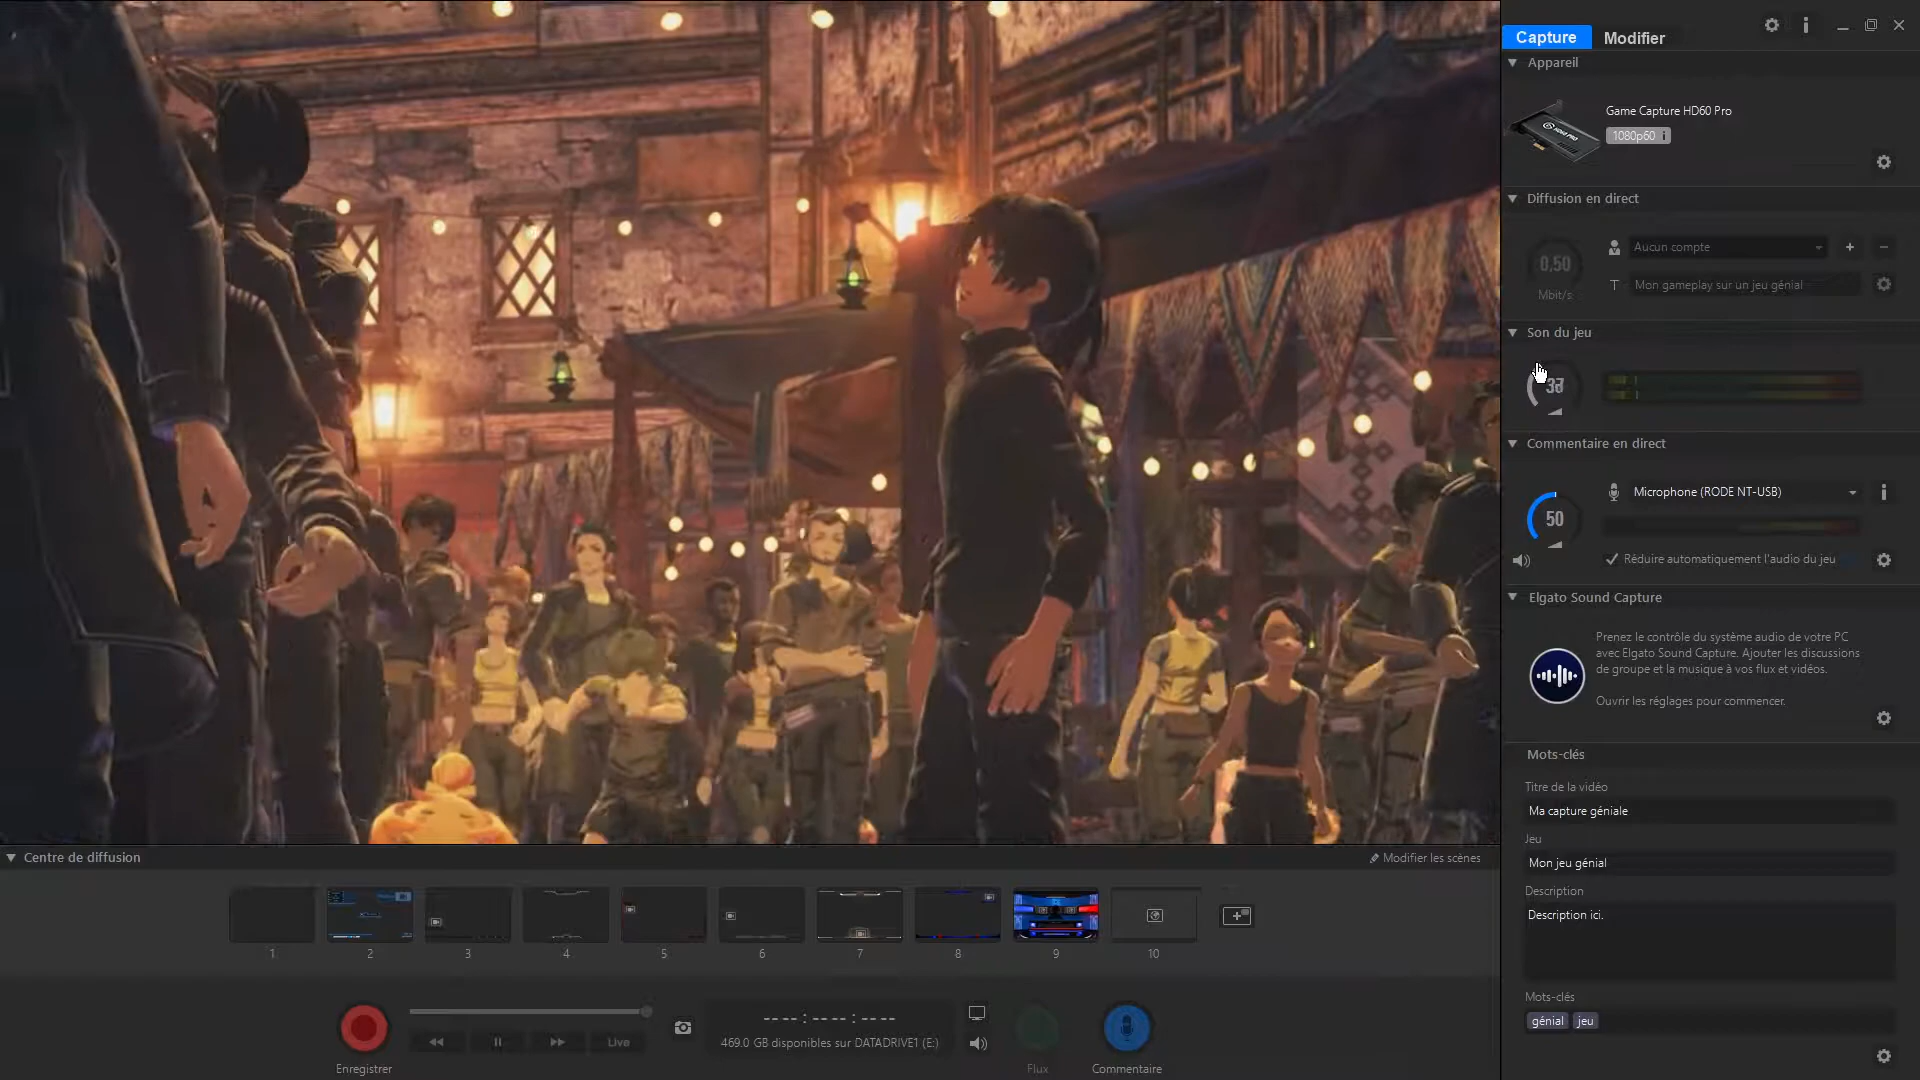 Capture
Modifier
Appareil
Game Capture HD60 Pro
1080p60 i
Diffusion en direct
0,50
Mbit/s
Aucun compte
T Mon gameplay sur un jeu génial
Son du jeu
Commentaire en direct
Microphone (RODE NT-USB)
50
Réduire automatiquement l'audio du jeu
Elgato Sound Capture
Prenez le contrôle du système audio de votre PC
avec Elgato Sound Capture. Ajouter les discussions
de groupe et la musique à vos flux et vidéos.
Ouvrir les réglages pour commencer.
Mots-clés
Titre de la vidéo
Ma capture géniale
Jeu
Mon jeu génial
Description
Description ici.
Mots-clés
génial jeu
Centre de diffusion
Modifier les scènes
1 2 3 4 5 6 7 8 9 10
Live
---- : ---- : ----
469.0 GB disponibles sur DATADRIVE1 (E:)
Enregistrer
Flux
Commentaire